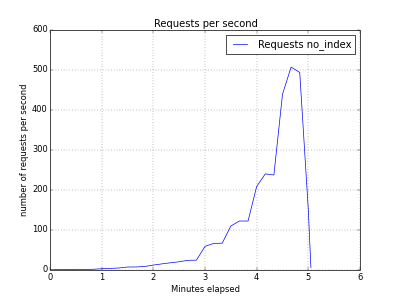 Requests per second
Requests no_index
number of requests per second
600
500
400
300
200
100
0
0 1 2 3 4 5 6
Minutes elapsed